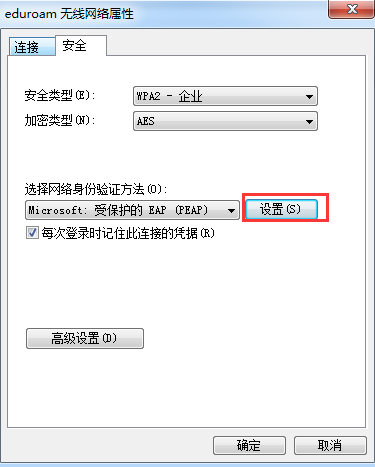 eduroam 无线网络属性
连接 安全
安全类型(E): WPA2 - 企业
加密类型(N): AES
选择网络身份验证方法(O):
Microsoft: 受保护的 EAP (PEAP) 设置(S)
每次登录时记住此连接的凭据(R)
高级设置(D)
确定 取消